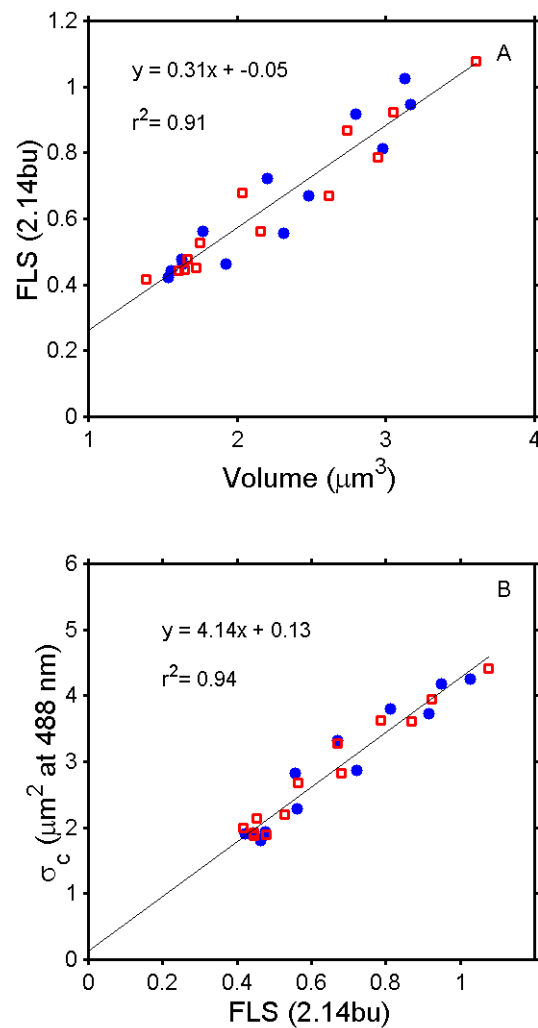 A
y = 0.31x + -0.05
r²= 0.91
FLS (2.14bu)
1.2
1
0.8
0.6
0.4
0.2
0
1 2 3 4
Volume (μm³)
B
y = 4.14x + 0.13
r²= 0.94
σc (μm² at 488 nm)
6
5
4
3
2
1
0
0 0.2 0.4 0.6 0.8 1
FLS (2.14bu)